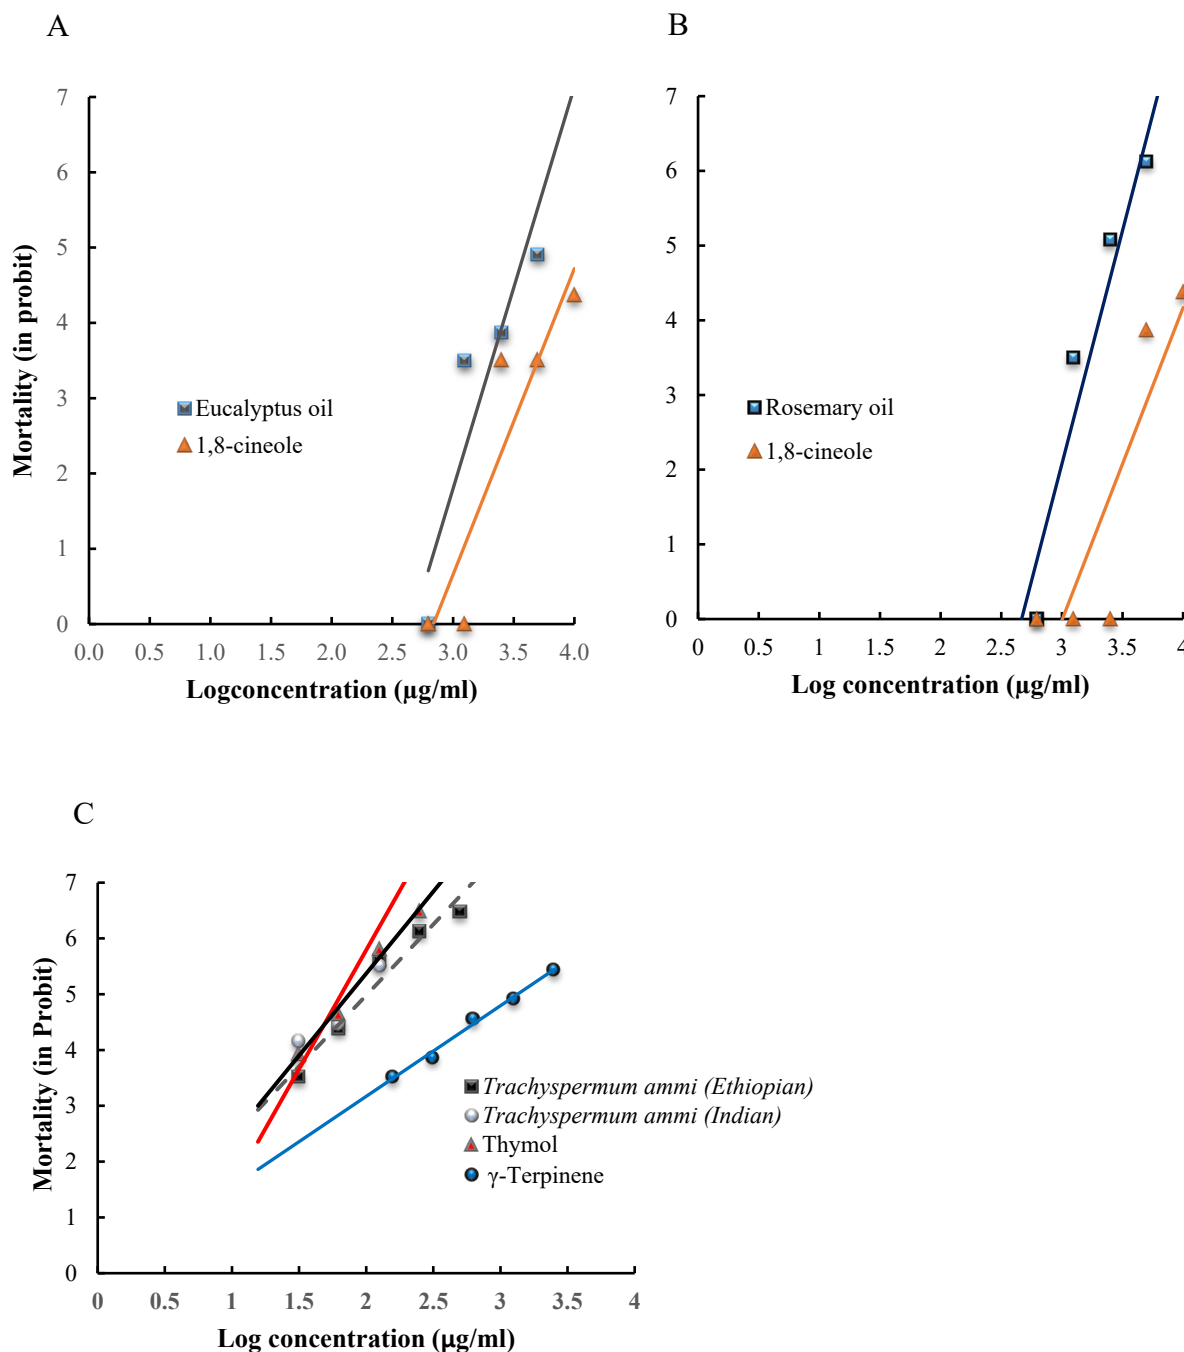 A
7
6
5
4
3
2
1
0
Mortality (in probit)
Eucalyptus oil
1,8-cineole
0.0 0.5 1.0 1.5 2.0 2.5 3.0 3.5 4.0
Logconcentration (µg/ml)
B
7
6
5
4
3
2
1
0
Rosemary oil
1,8-cineole
0 0.5 1 1.5 2 2.5 3 3.5 4
Log concentration (µg/ml)
C
7
6
5
4
3
2
1
0
Mortality (in Probit)
Trachyspermum ammi (Ethiopian)
Trachyspermum ammi (Indian)
Thymol
γ-Terpinene
0 0.5 1 1.5 2 2.5 3 3.5 4
Log concentration (µg/ml)